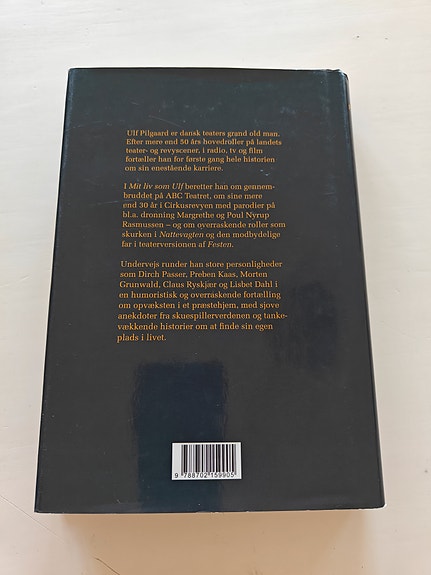 Ulf Pilgaard er dansk teaters grand old man.
Efter mere end 50 års hovedroller på landets
teater- og revyscener, i radio, tv og film
fortæller han for første gang hele historien
om sin enestående karriere.
I Mit liv som Ulf beretter han om gennem-
bruddet på ABC Teatret, om sine mere
end 30 år i Cirkusrevyen med parodier på
bl.a. dronning Margrethe og Poul Nyrup
Rasmussen – og om overraskende roller som
skurken i Nattevagten og den modbydelige
far i teaterversionen af Festen.
Undervejs runder han store personligheder
som Dirch Passer, Preben Kaas, Morten
Grunwald, Claus Ryskjær og Lisbet Dahl i
en humoristisk og overraskende fortælling
om opvæksten i et præstehjem, med sjove
anekdoter fra skuespillerverdenen og tanke-
vækkende historier om at finde sin egen
plads i livet.
9 788702 159905